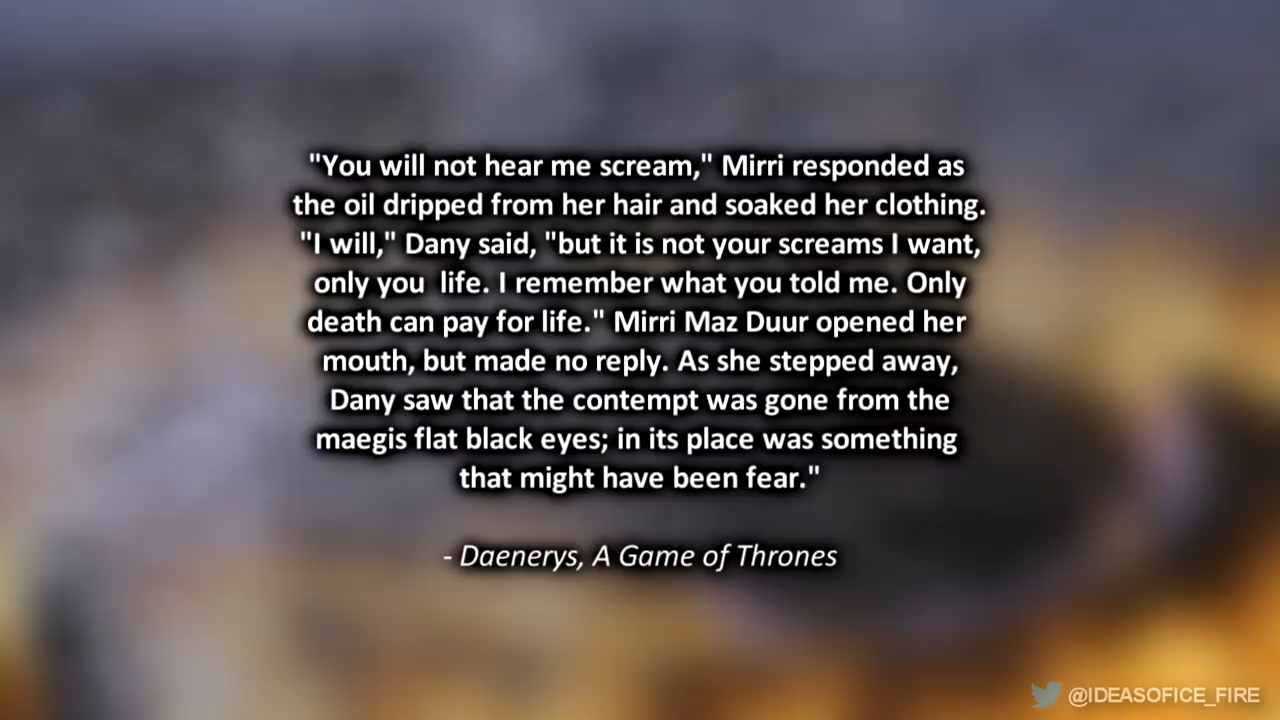 "You will not hear me scream," Mirri responded as
the oil dripped from her hair and soaked her clothing.
"I will," Dany said, "but it is not your screams I want,
only you  life. I remember what you told me. Only
death can pay for life." Mirri Maz Duur opened her
mouth, but made no reply. As she stepped away,
Dany saw that the contempt was gone from the
maegis flat black eyes; in its place was something
that might have been fear."
- Daenerys, A Game of Thrones
@IDEASOFICE_FIRE